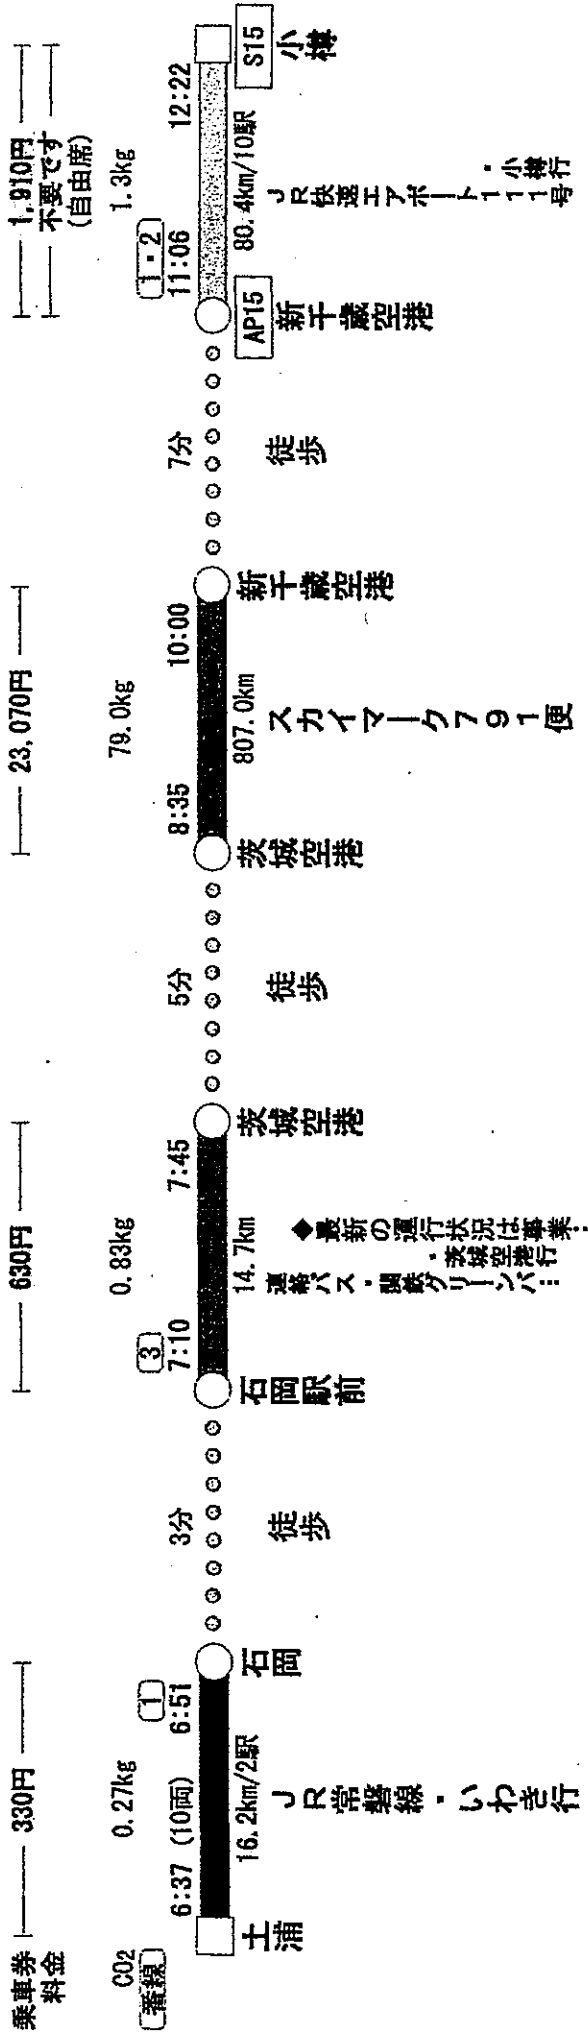 乗車券
料金
CO2
番線
330円
0.27kg
土浦
6:37 (10両)
16.2km/2駅
JR常磐線・いわき行
1
6:51
石岡
3分
徒歩
630円
0.83kg
石岡駅前
3
7:10
14.7km
連絡バス・関鉄グリーンバ…
・茨城空港行
◆最新の運行状況は事業…
7:45
茨城空港
5分
徒歩
23,070円
79.0kg
茨城空港
8:35
807.0km
スカイマーク791便
10:00
新千歳空港
7分
徒歩
1,910円
不要です
(自由席)
1.3kg
新千歳空港
AP15
1・2
11:06
80.4km/10駅
JR快速エアポート111号
・小樽行
12:22
S15
小樽